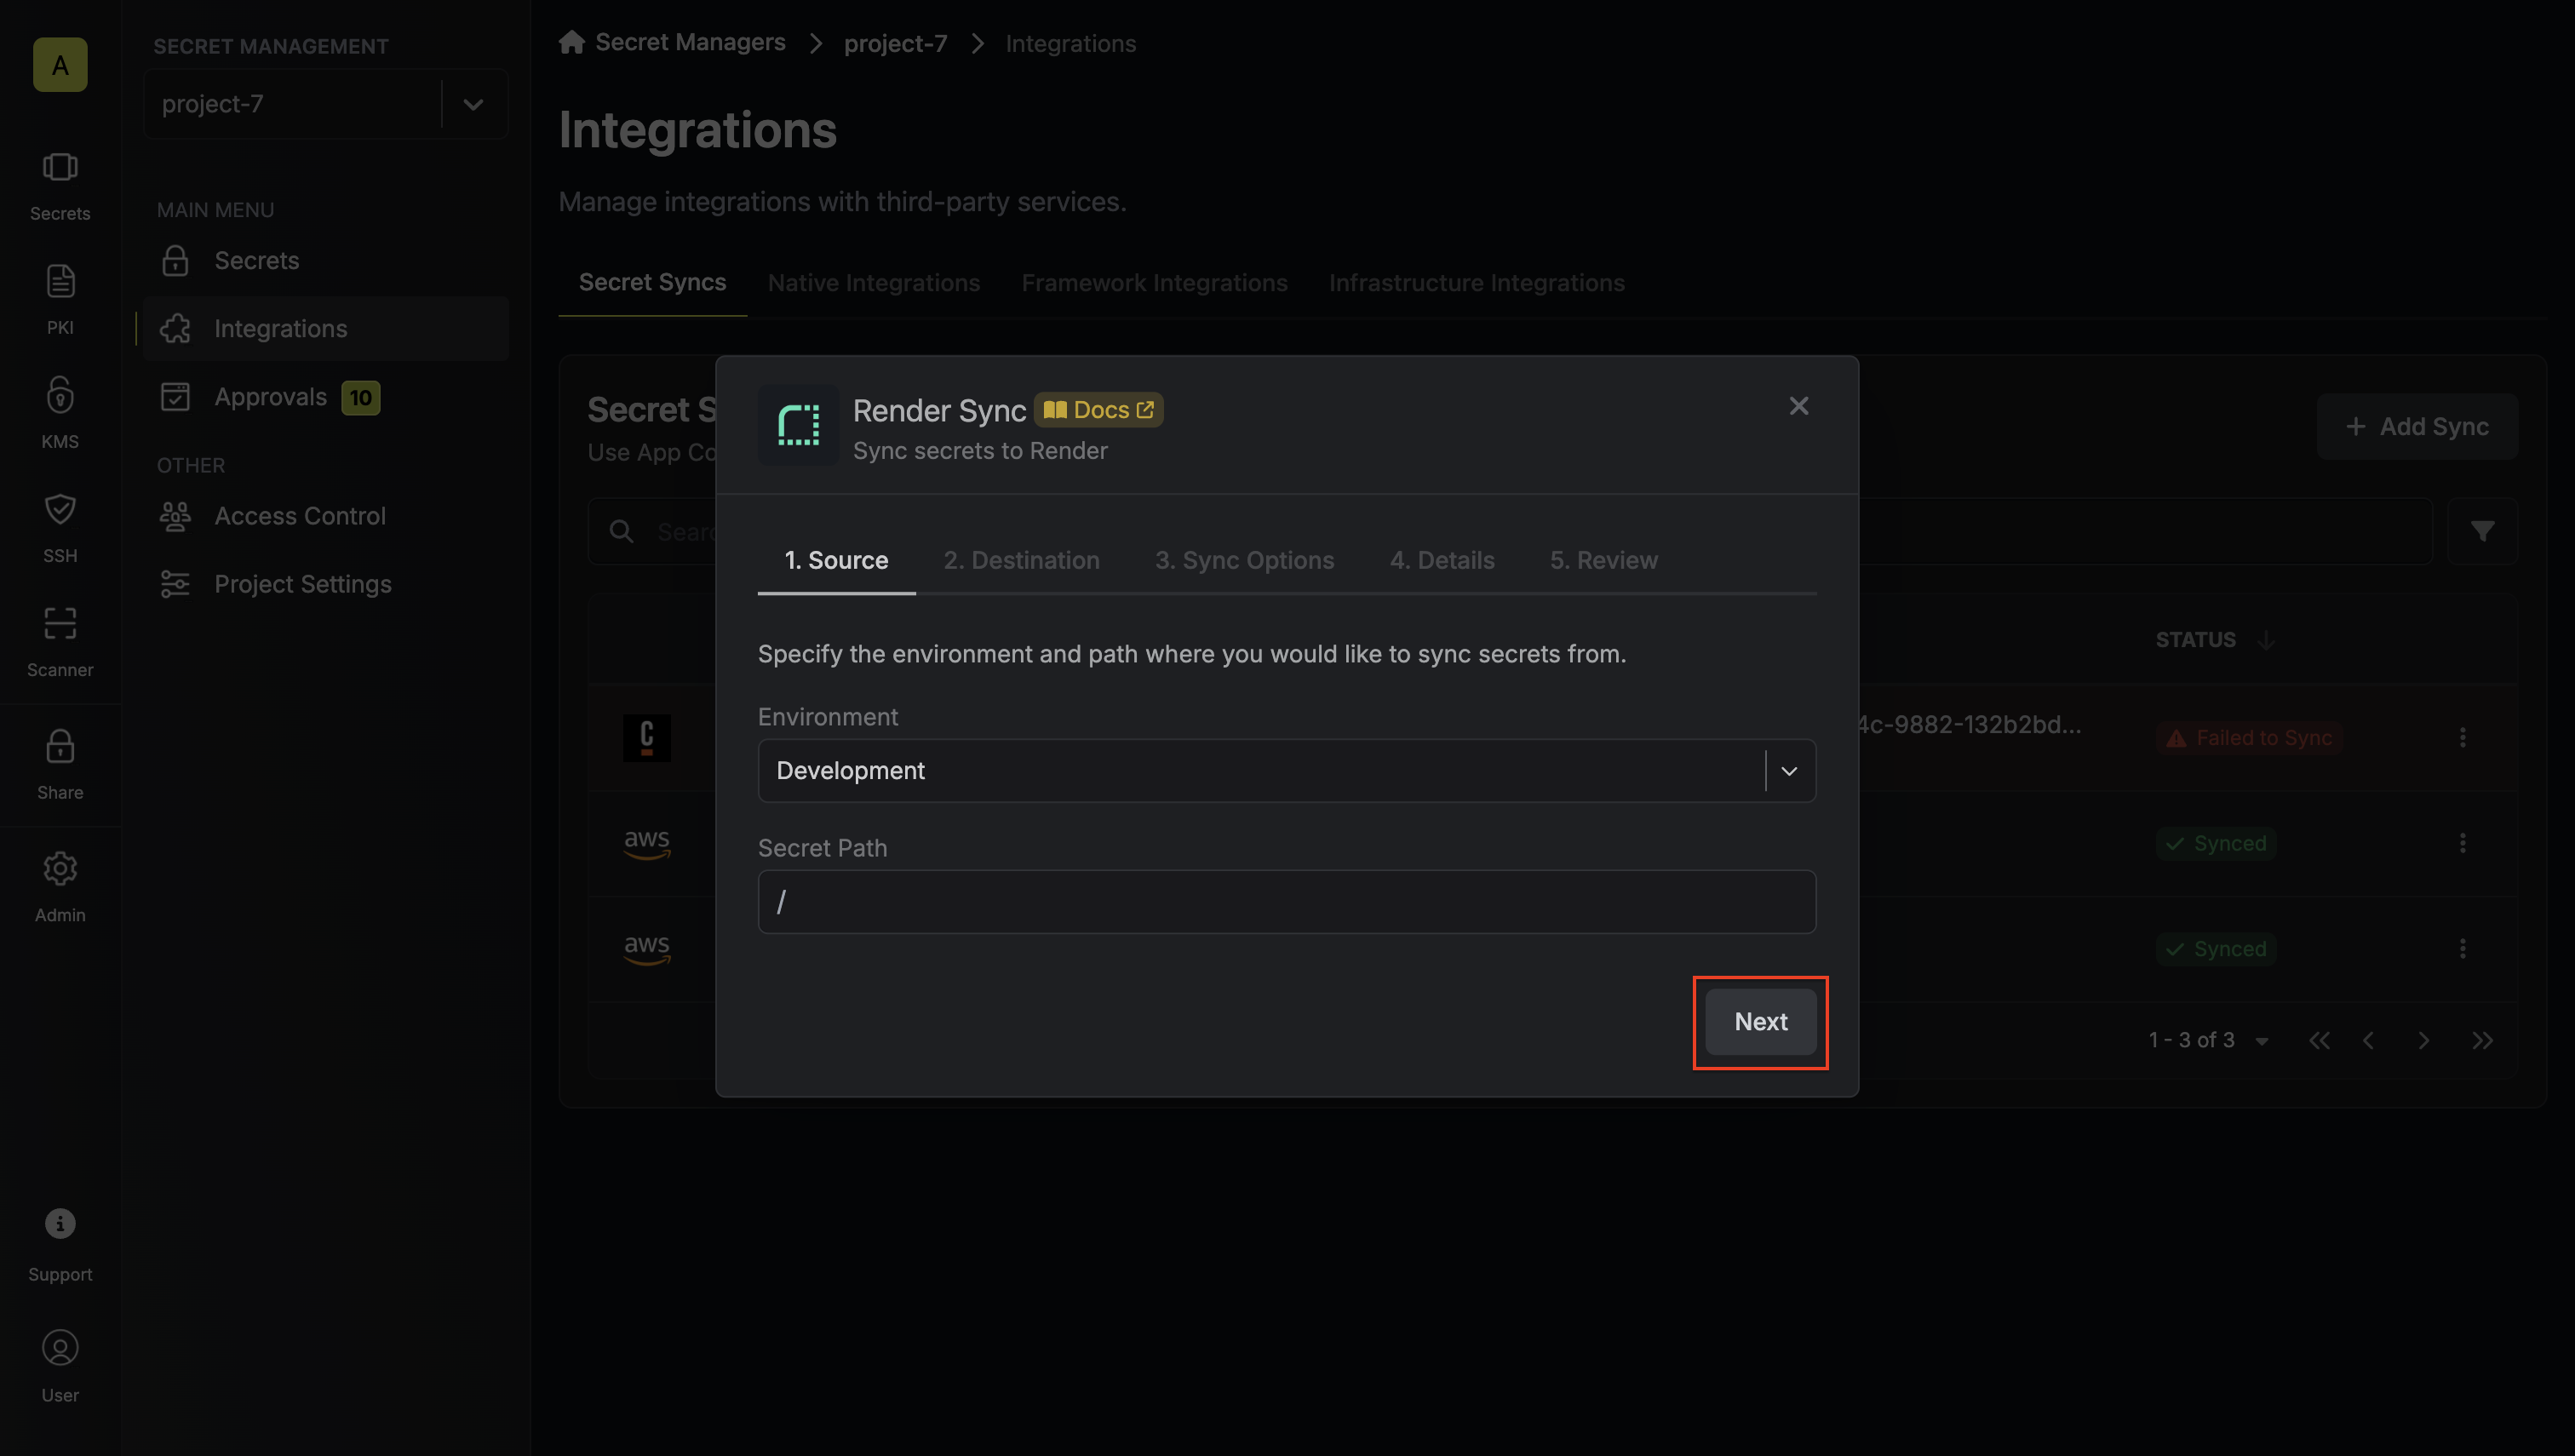 A
Secrets
PKI
KMS
SSH
Scanner
Share
Admin
Support
User
SECRET MANAGEMENT
project-7
MAIN MENU
Secrets
Integrations
Approvals 10
OTHER
Access Control
Project Settings
Secret Managers project-7 Integrations
Integrations
Manage integrations with third-party services.
Secret Syncs Native Integrations Framework Integrations Infrastructure Integrations
Secret S
Use App Co
+ Add Sync
Searc
STATUS
4c-9882-132b2bd...
Failed to Sync
aws
Synced
aws
Synced
1 - 3 of 3
Render Sync Docs
Sync secrets to Render
1. Source 2. Destination 3. Sync Options 4. Details 5. Review
Specify the environment and path where you would like to sync secrets from.
Environment
Development
Secret Path
/
Next